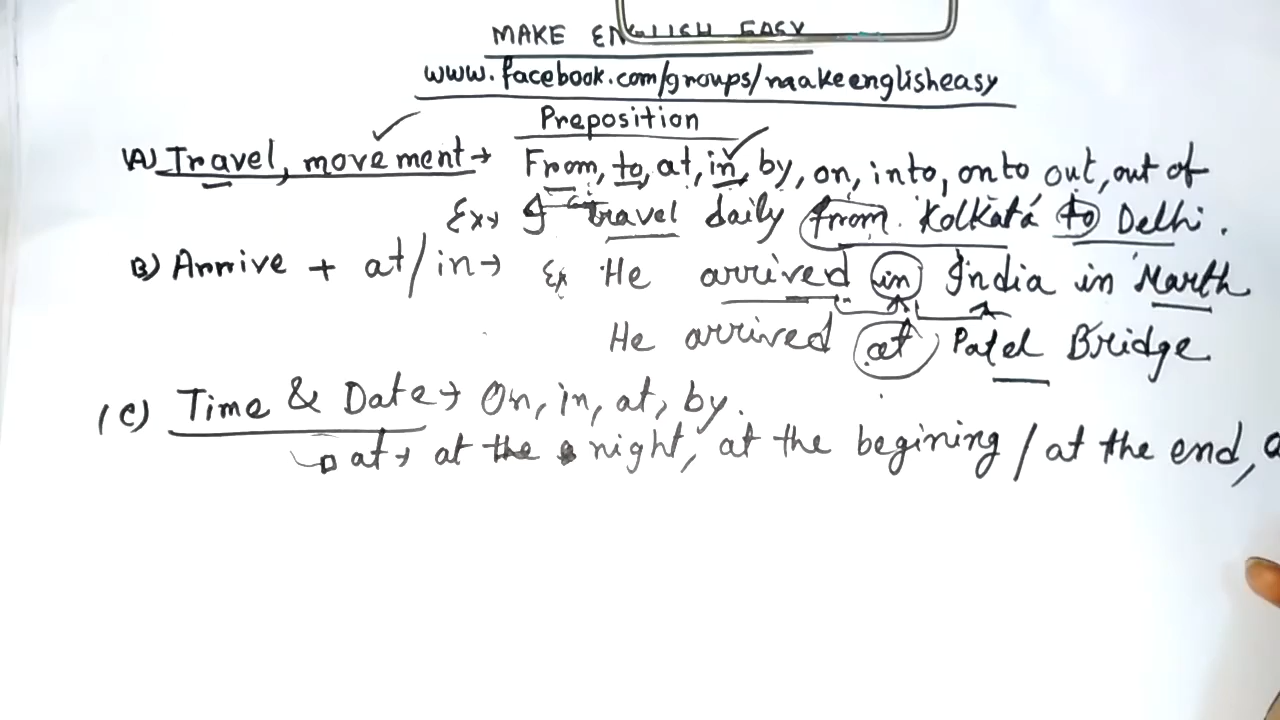 MAKE ENGLISH EASY
www.facebook.com/groups/maakeenglisheasy
Preposition
(A) Travel, movement → From, to, at, in, by, on, into, onto out, out of
Ex→ I travel daily from Kolkata to Delhi.
B) Arrive + at/in → Ex He arrived in India in March
He arrived at Patel Bridge
(C) Time & Date → On, in, at, by.
at → at the night, at the begining / at the end,